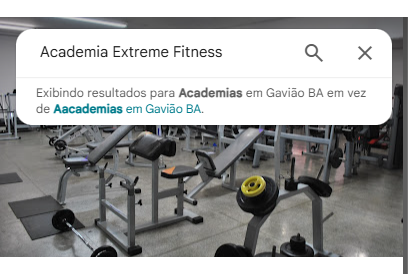 Academia Extreme Fitness
Exibindo resultados para Academias em Gavião BA em vez
de Aacademias em Gavião BA.